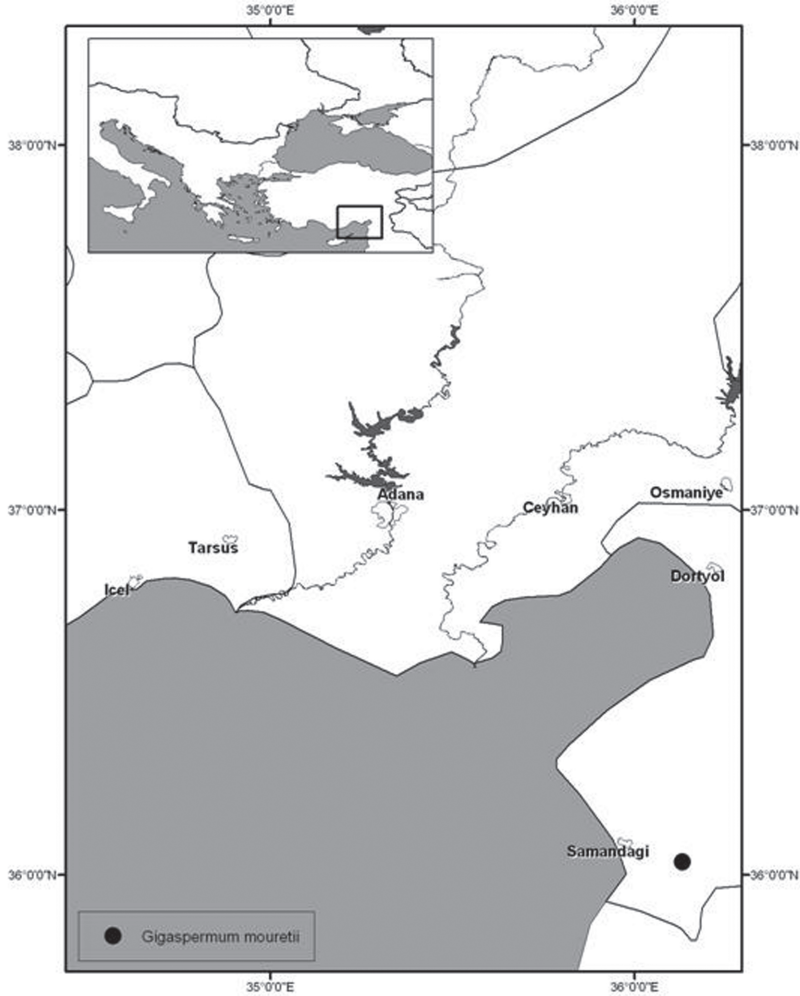 35°0'0"E 36°0'0"E
38°0'0"N 38°0'0"N
Adana
Ceyhan
Osmaniye
37°0'0"N 37°0'0"N
Tarsus
Dortyol
Icel
Samandagi
36°0'0"N 36°0'0"N
Gigaspermum mouretii
35°0'0"E 36°0'0"E